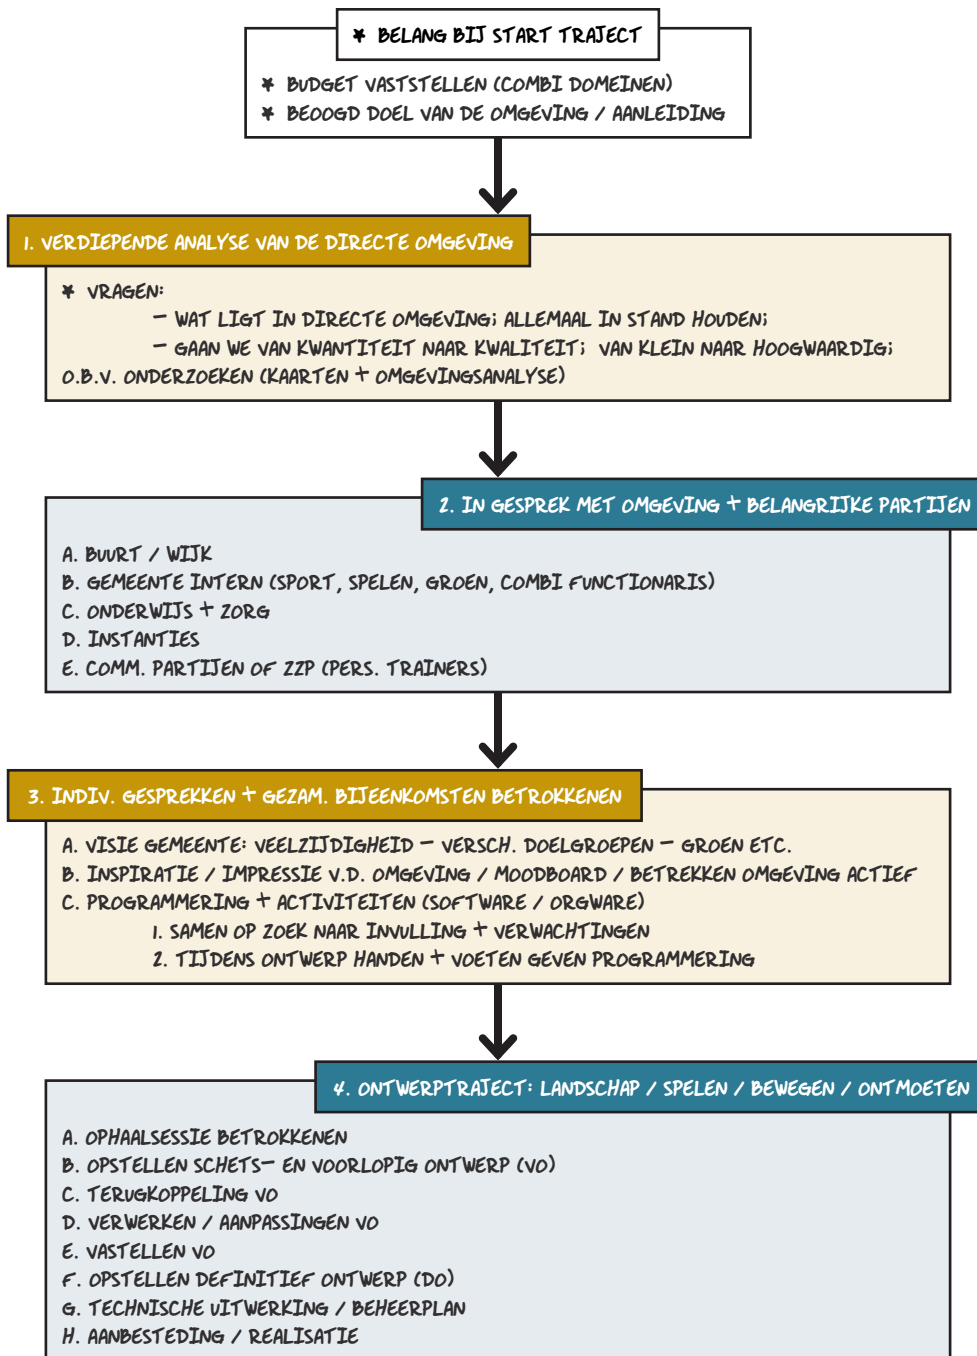 * BELANG BIJ START TRAJECT
* BUDGET VASTSTELLEN (COMBI DOMEINEN)
* BEOOGD DOEL VAN DE OMGEVING / AANLEIDING
1. VERDIEPENDE ANALYSE VAN DE DIRECTE OMGEVING
* VRAGEN:
– WAT LIGT IN DIRECTE OMGEVING; ALLEMAAL IN STAND HOUDEN;
– GAAN WE VAN KWANTITEIT NAAR KWALITEIT; VAN KLEIN NAAR HOOGWAARDIG;
O.B.V. ONDERZOEKEN (KAARTEN + OMGEVINGSANALYSE)
2. IN GESPREK MET OMGEVING + BELANGRIJKE PARTIJEN
A. BUURT / WIJK
B. GEMEENTE INTERN (SPORT, SPELEN, GROEN, COMBI FUNCTIONARIS)
C. ONDERWIJS + ZORG
D. INSTANTIES
E. COMM. PARTIJEN OF ZZP (PERS. TRAINERS)
3. INDIV. GESPREKKEN + GEZAM. BIJEENKOMSTEN BETROKKENEN
A. VISIE GEMEENTE: VEELZIJDIGHEID – VERSCH. DOELGROEPEN – GROEN ETC.
B. INSPIRATIE / IMPRESSIE V.D. OMGEVING / MOODBOARD / BETREKKEN OMGEVING ACTIEF
C. PROGRAMMERING + ACTIVITEITEN (SOFTWARE / ORGWARE)
1. SAMEN OP ZOEK NAAR INVULLING + VERWACHTINGEN
2. TIJDENS ONTWERP HANDEN + VOETEN GEVEN PROGRAMMERING
4. ONTWERPTRAJECT: LANDSCHAP / SPELEN / BEWEGEN / ONTMOETEN
A. OPHAALSESSIE BETROKKENEN
B. OPSTELLEN SCHETS– EN VOORLOPIG ONTWERP (VO)
C. TERUGKOPPELING VO
D. VERWERKEN / AANPASSINGEN VO
E. VASTELLEN VO
F. OPSTELLEN DEFINITIEF ONTWERP (DO)
G. TECHNISCHE UITWERKING / BEHEERPLAN
H. AANBESTEDING / REALISATIE